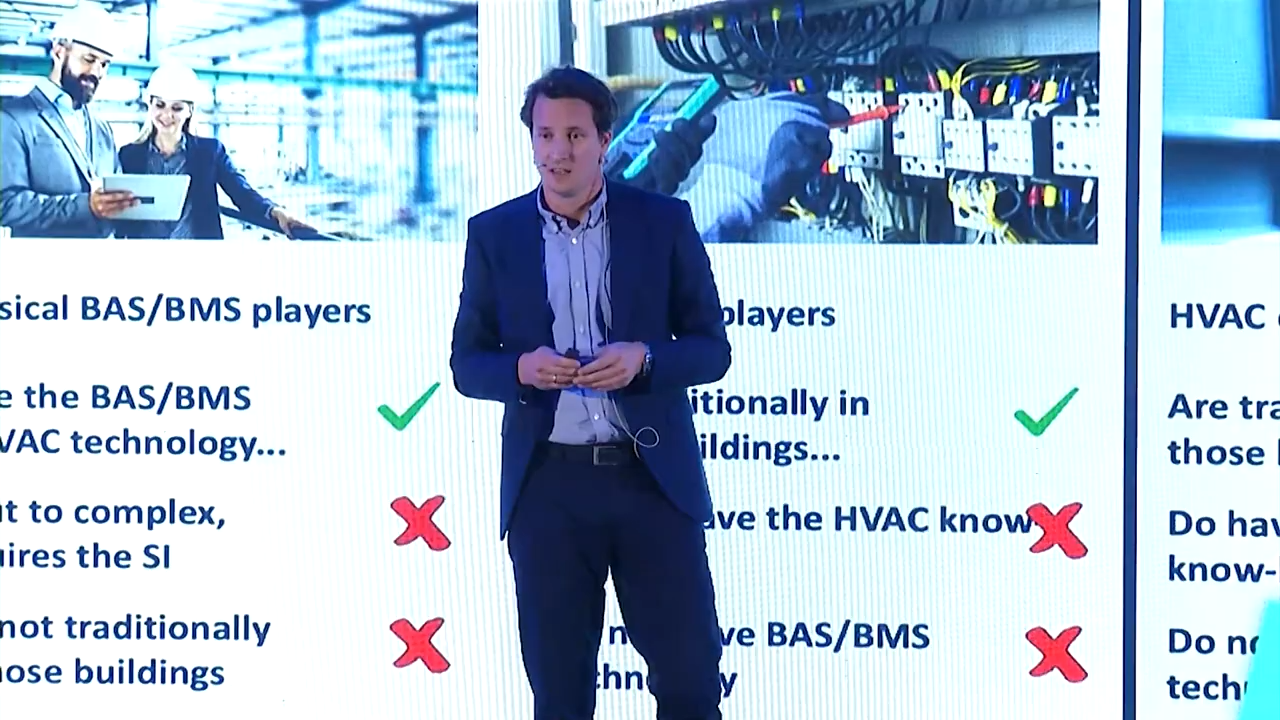 sical BAS/BMS players
e the BAS/BMS
VAC technology...
t to complex,
ires the SI
not traditionally
ose buildings
players
itionally in
ildings...
ave the HVAC know
ve BAS/BMS
y
HVAC
Are tra
those
Do hav
know-
Do no
tech